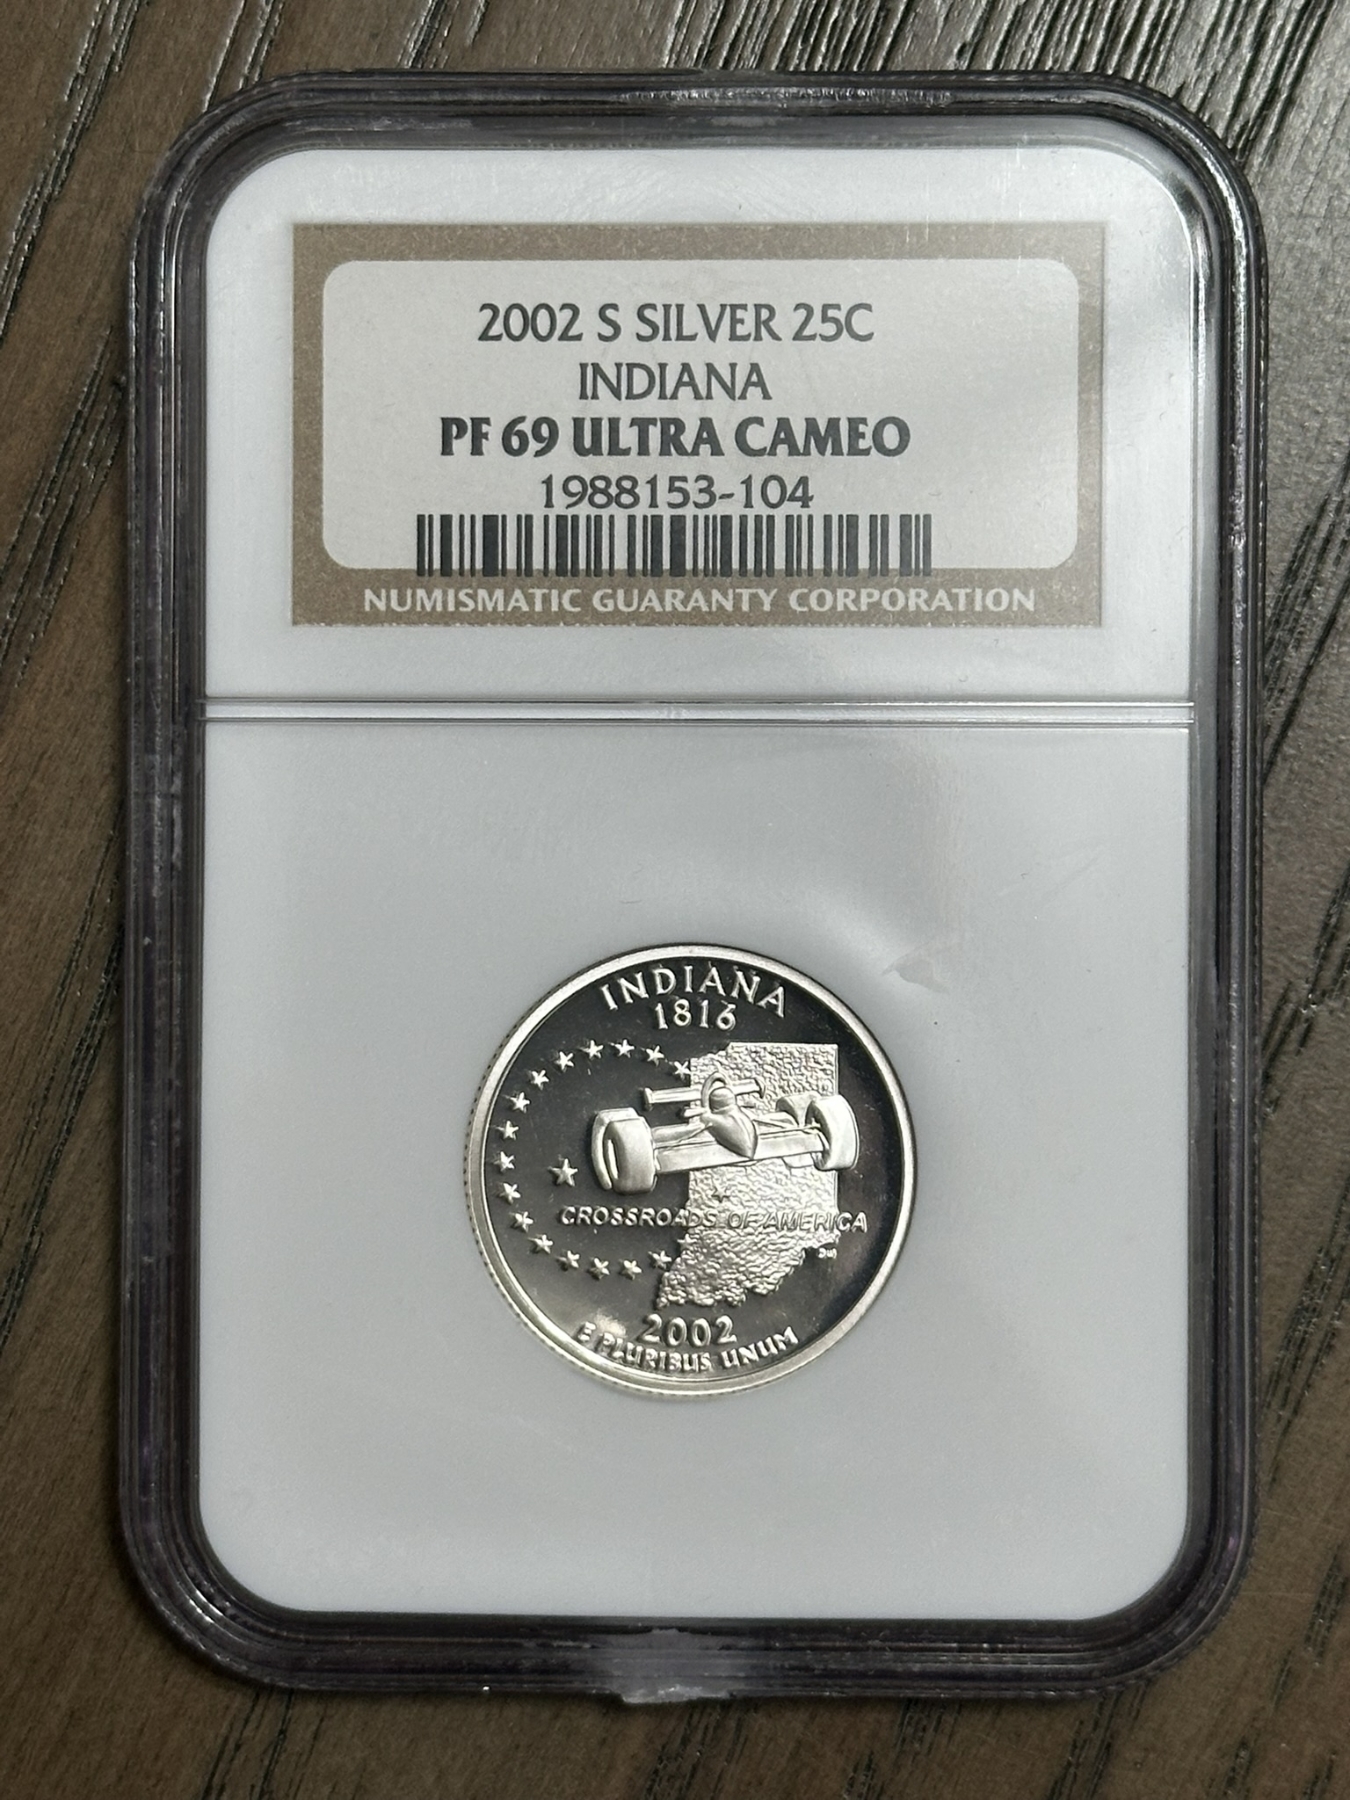 2002 S SILVER 25C
INDIANA
PF 69 ULTRA CAMEO
1988153-104
NUMISMATIC GUARANTY CORPORATION
INDIANA
1816
CROSSROADS OF AMERICA
2002
E PLURIBUS UNUM